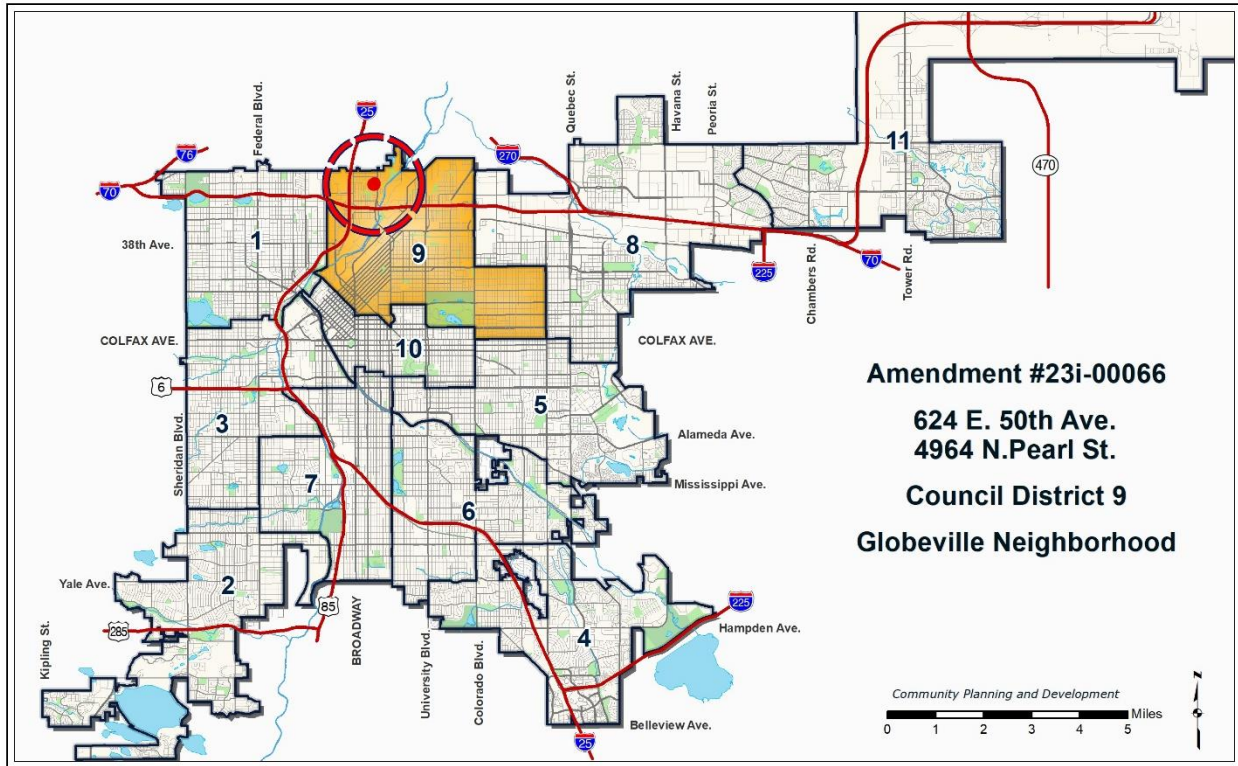 Federal Blvd.
25
Quebec St.
Havana St.
Peoria St.
76
270
11
70
470
1
38th Ave.
9
8
225
Chambers Rd.
70
Tower Rd.
COLFAX AVE.
10
COLFAX AVE.
6
Amendment #23i-00066
5
624 E. 50th Ave.
3
Sheridan Blvd.
Alameda Ave.
4964 N.Pearl St.
7
Mississippi Ave.
Council District 9
6
Globeville Neighborhood
Yale Ave.
2
85
BROADWAY
225
285
Kipling St.
University Blvd.
Colorado Blvd.
4
Hampden Ave.
Community Planning and Development
Miles
0 1 2 3 4 5
Belleview Ave.
25
N